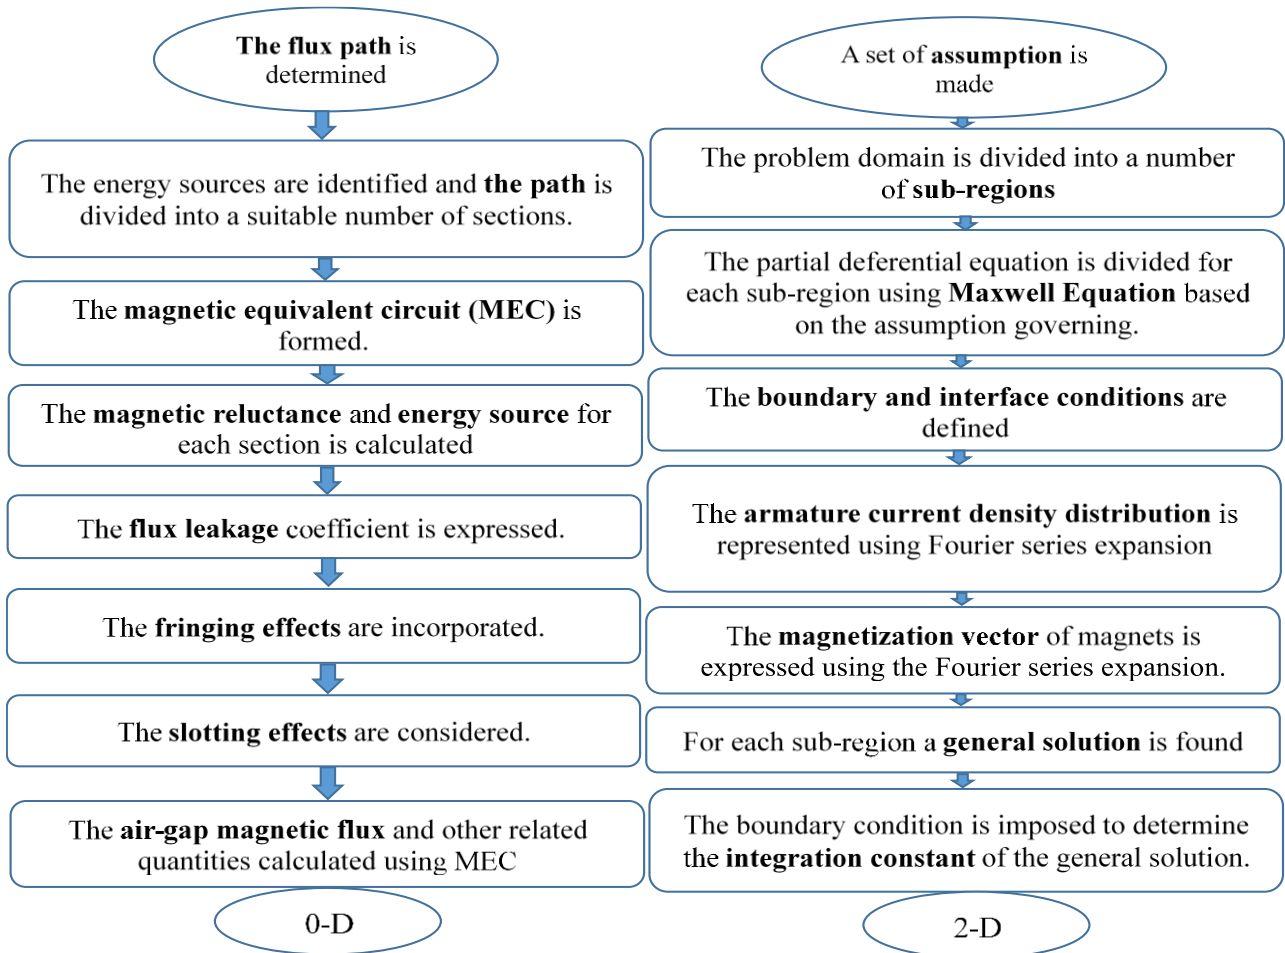 The flux path is
determined
The energy sources are identified and the path is
divided into a suitable number of sections.
The magnetic equivalent circuit (MEC) is
formed.
The magnetic reluctance and energy source for
each section is calculated
The flux leakage coefficient is expressed.
The fringing effects are incorporated.
The slotting effects are considered.
The air-gap magnetic flux and other related
quantities calculated using MEC
0-D
A set of assumption is
made
The problem domain is divided into a number
of sub-regions
The partial deferential equation is divided for
each sub-region using Maxwell Equation based
on the assumption governing.
The boundary and interface conditions are
defined
The armature current density distribution is
represented using Fourier series expansion
The magnetization vector of magnets is
expressed using the Fourier series expansion.
For each sub-region a general solution is found
The boundary condition is imposed to determine
the integration constant of the general solution.
2-D